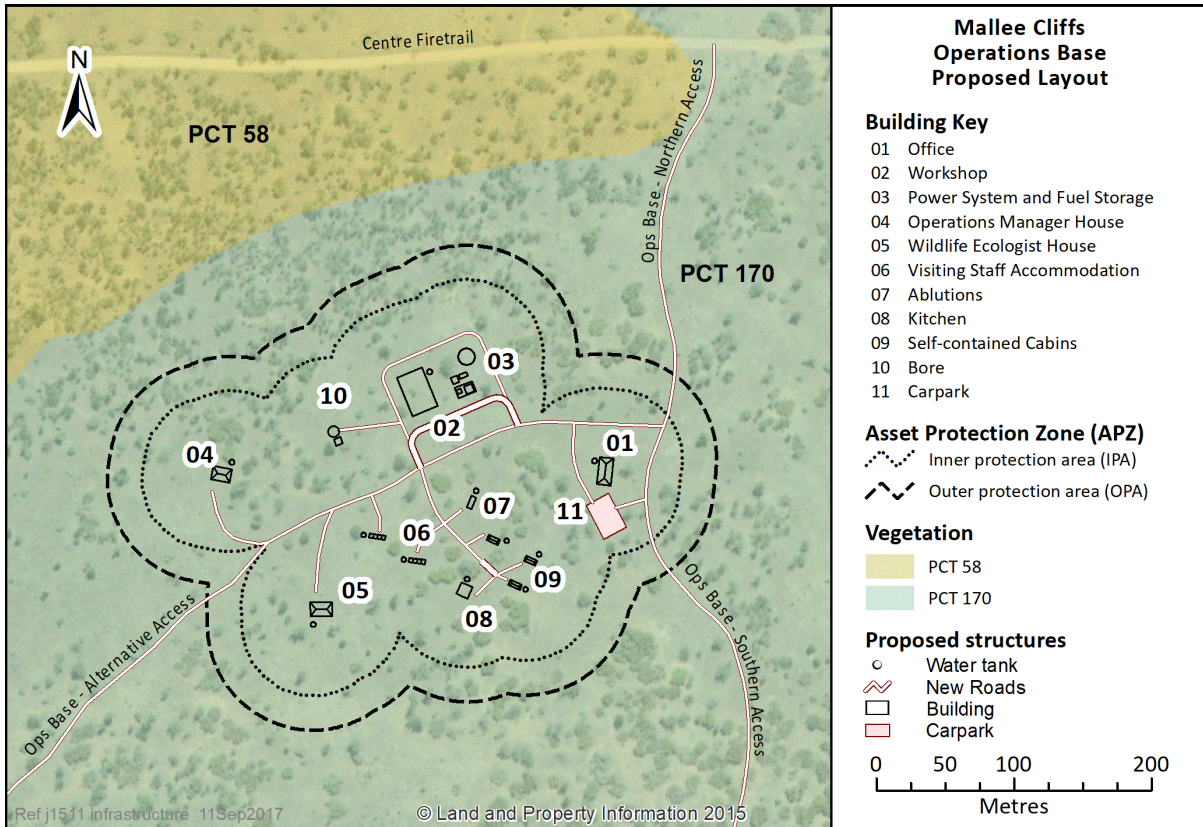 Centre Firetrail
N
PCT 58
Ops Base - Northern Access
PCT 170
03
10
02
01
04
07
11
06
09
05
08
Ops Base - Alternative Access
Ops Base - Southern Access
Ref j1511 infrastructure 11Sep2017
© Land and Property Information 2015
Mallee Cliffs
Operations Base
Proposed Layout
Building Key
01 Office
02 Workshop
03 Power System and Fuel Storage
04 Operations Manager House
05 Wildlife Ecologist House
06 Visiting Staff Accommodation
07 Ablutions
08 Kitchen
09 Self-contained Cabins
10 Bore
11 Carpark
Asset Protection Zone (APZ)
Inner protection area (IPA)
Outer protection area (OPA)
Vegetation
PCT 58
PCT 170
Proposed structures
Water tank
New Roads
Building
Carpark
0 50 100 200
Metres